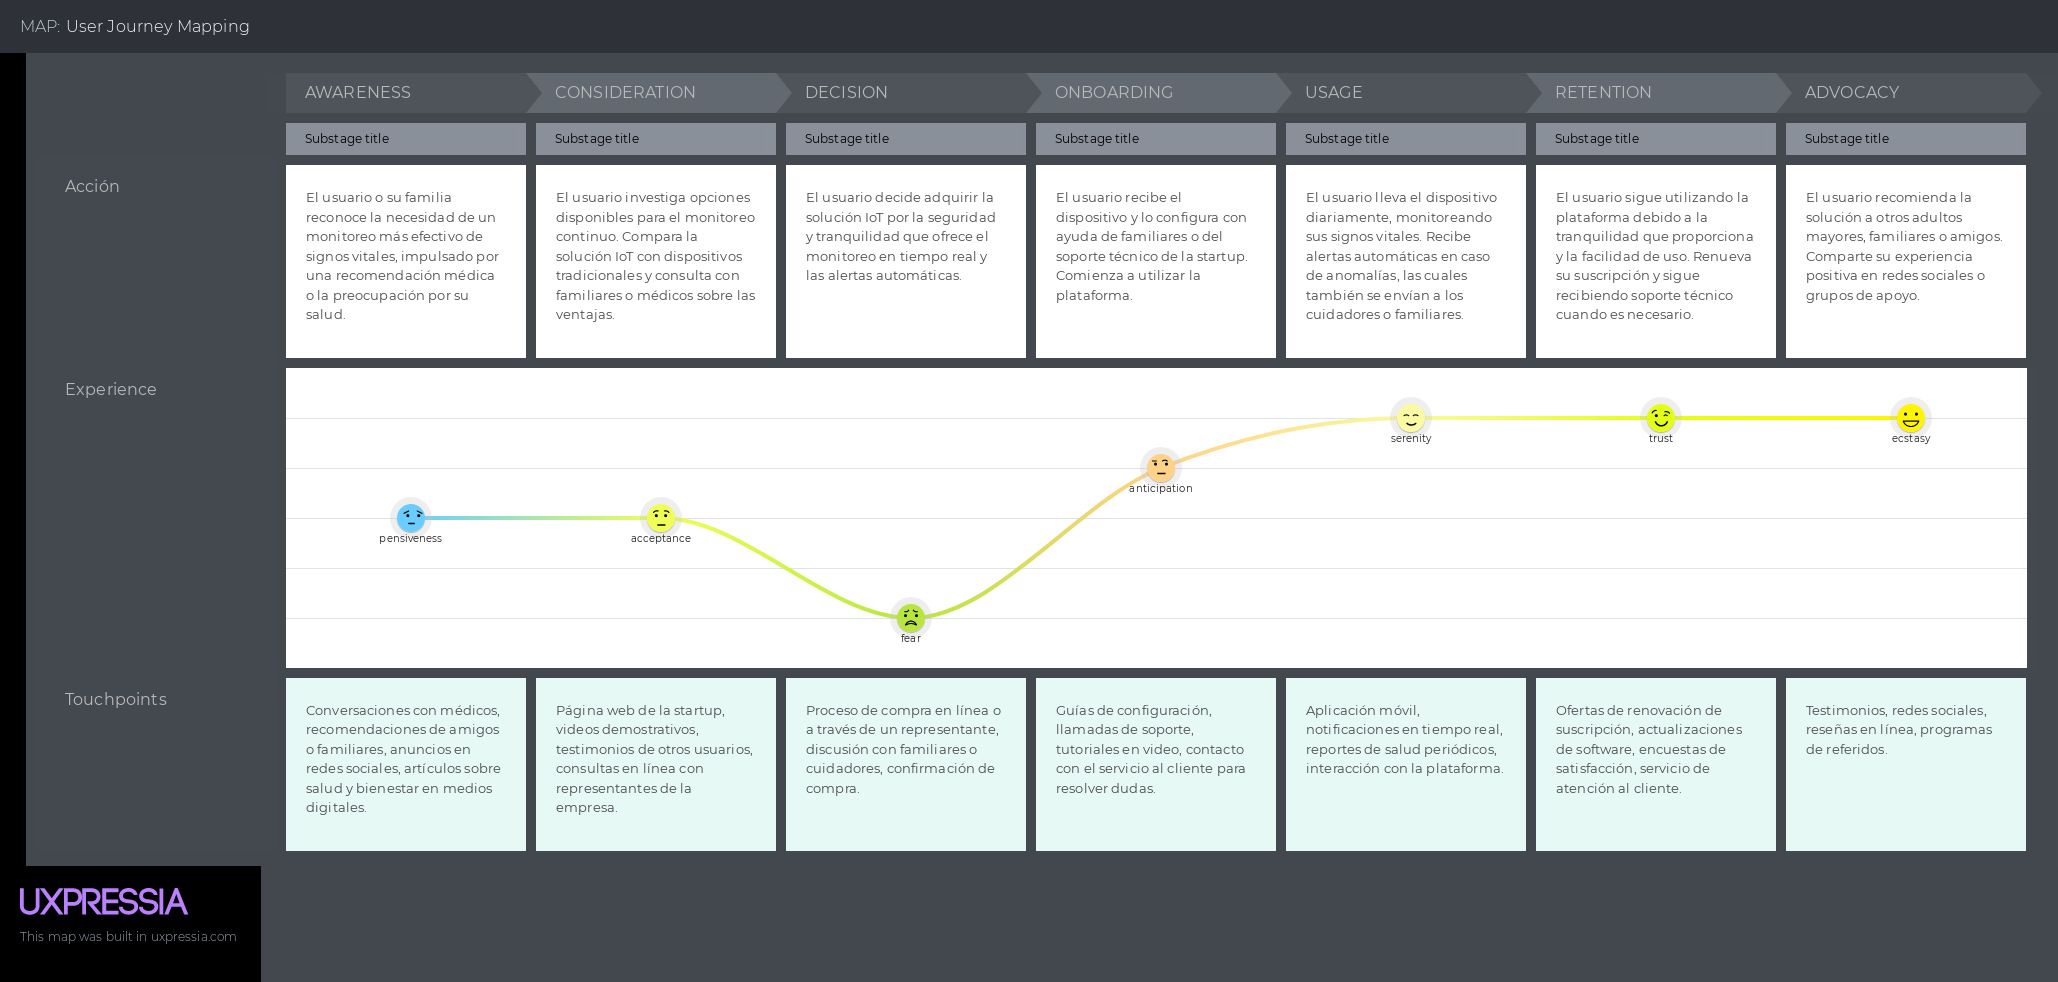 MAP: User Journey Mapping
AWARENESS
CONSIDERATION
DECISION
ONBOARDING
USAGE
RETENTION
ADVOCACY
Substage title
Substage title
Substage title
Substage title
Substage title
Substage title
Substage title
Acción
El usuario o su familia
reconoce la necesidad de un
monitoreo más efectivo de
signos vitales, impulsado por
una recomendación médica
o la preocupación por su
salud.
El usuario investiga opciones
disponibles para el monitoreo
continuo. Compara la
solución IoT con dispositivos
tradicionales y consulta con
familiares o médicos sobre las
ventajas.
El usuario decide adquirir la
solución IoT por la seguridad
y tranquilidad que ofrece el
monitoreo en tiempo real y
las alertas automáticas.
El usuario recibe el
dispositivo y lo configura con
ayuda de familiares o del
soporte técnico de la startup.
Comienza a utilizar la
plataforma.
El usuario lleva el dispositivo
diariamente, monitoreando
sus signos vitales. Recibe
alertas automáticas en caso
de anomalías, las cuales
también se envían a los
cuidadores o familiares.
El usuario sigue utilizando la
plataforma debido a la
tranquilidad que proporciona
y la facilidad de uso. Renueva
su suscripción y sigue
recibiendo soporte técnico
cuando es necesario.
El usuario recomienda la
solución a otros adultos
mayores, familiares o amigos.
Comparte su experiencia
positiva en redes sociales o
grupos de apoyo.
Experience
pensiveness
acceptance
fear
anticipation
serenity
trust
ecstasy
Touchpoints
Conversaciones con médicos,
recomendaciones de amigos
o familiares, anuncios en
redes sociales, artículos sobre
salud y bienestar en medios
digitales.
Página web de la startup,
videos demostrativos,
testimonios de otros usuarios,
consultas en línea con
representantes de la
empresa.
Proceso de compra en línea o
a través de un representante,
discusión con familiares o
cuidadores, confirmación de
compra.
Guías de configuración,
llamadas de soporte,
tutoriales en video, contacto
con el servicio al cliente para
resolver dudas.
Aplicación móvil,
notificaciones en tiempo real,
reportes de salud periódicos,
interacción con la plataforma.
Ofertas de renovación de
suscripción, actualizaciones
de software, encuestas de
satisfacción, servicio de
atención al cliente.
Testimonios, redes sociales,
reseñas en línea, programas
de referidos.
UXPRESSIA
This map was built in uxpressia.com